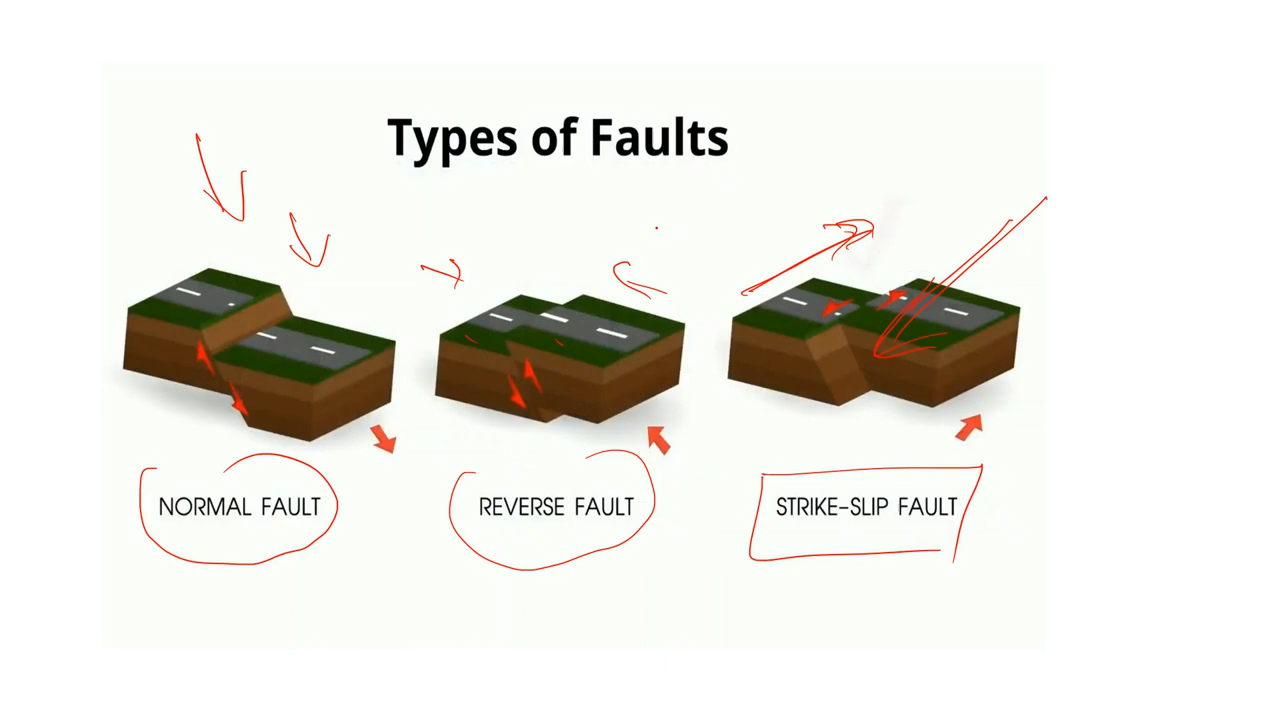 Types of Faults
NORMAL FAULT
REVERSE FAULT
STRIKE-SLIP FAULT